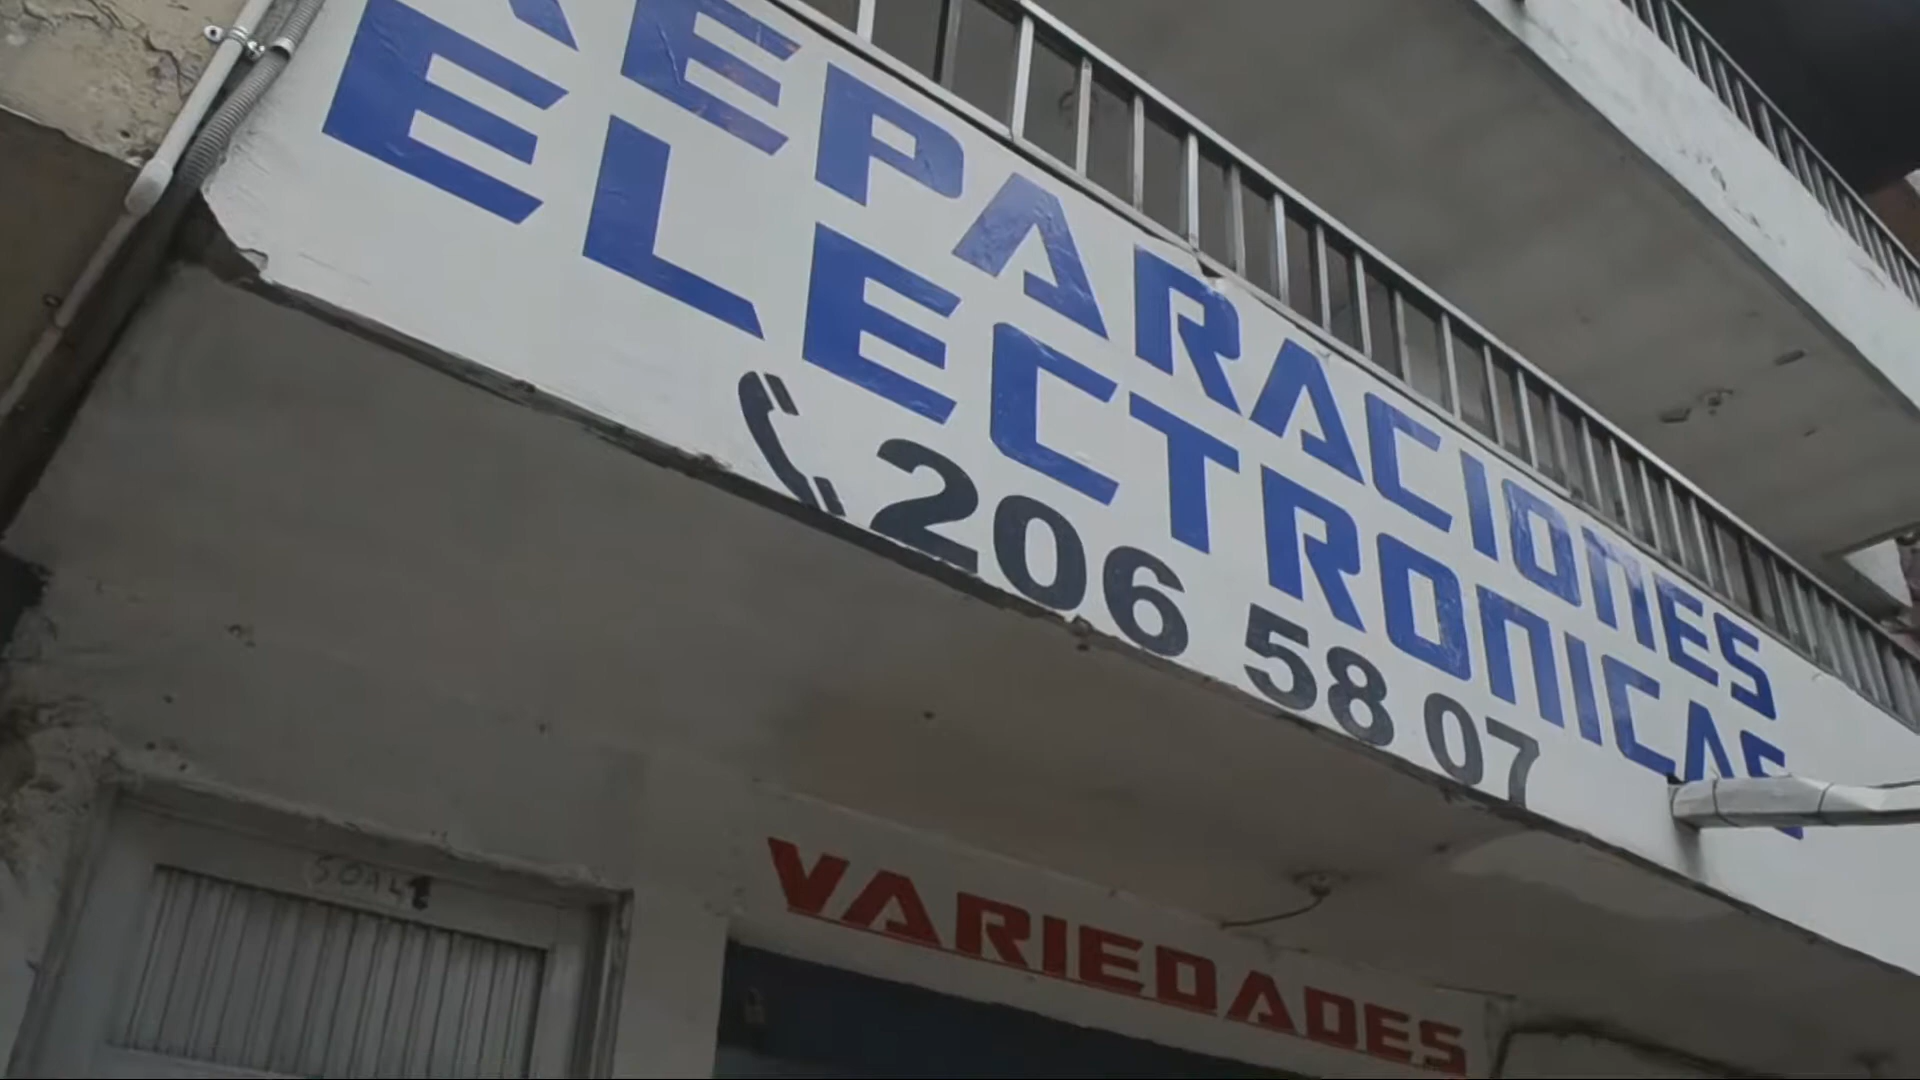 REPARACIONES
ELECTRONICAS
206 58 07
VARIEDADES